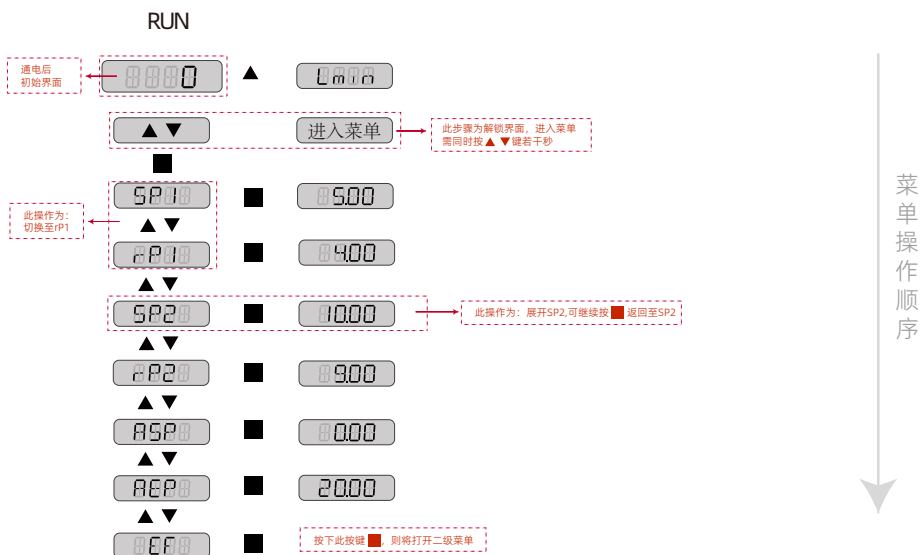 RUN
通电后
初始界面
0
▲
Lmin
▲ ▼
进入菜单
此步骤为解锁界面，进入菜单
需同时按▲ ▼键若干秒
■
SP1
■
5.00
此操作为：
切换至rP1
▲ ▼
rP1
■
4.00
▲ ▼
SP2
■
10.00
此操作为：展开SP2,可继续按■返回至SP2
▲ ▼
rP2
■
9.00
▲ ▼
ASP
■
0.00
▲ ▼
AEP
■
20.00
▲ ▼
EF
■
按下此按键■，则将打开二级菜单
菜单操作顺序